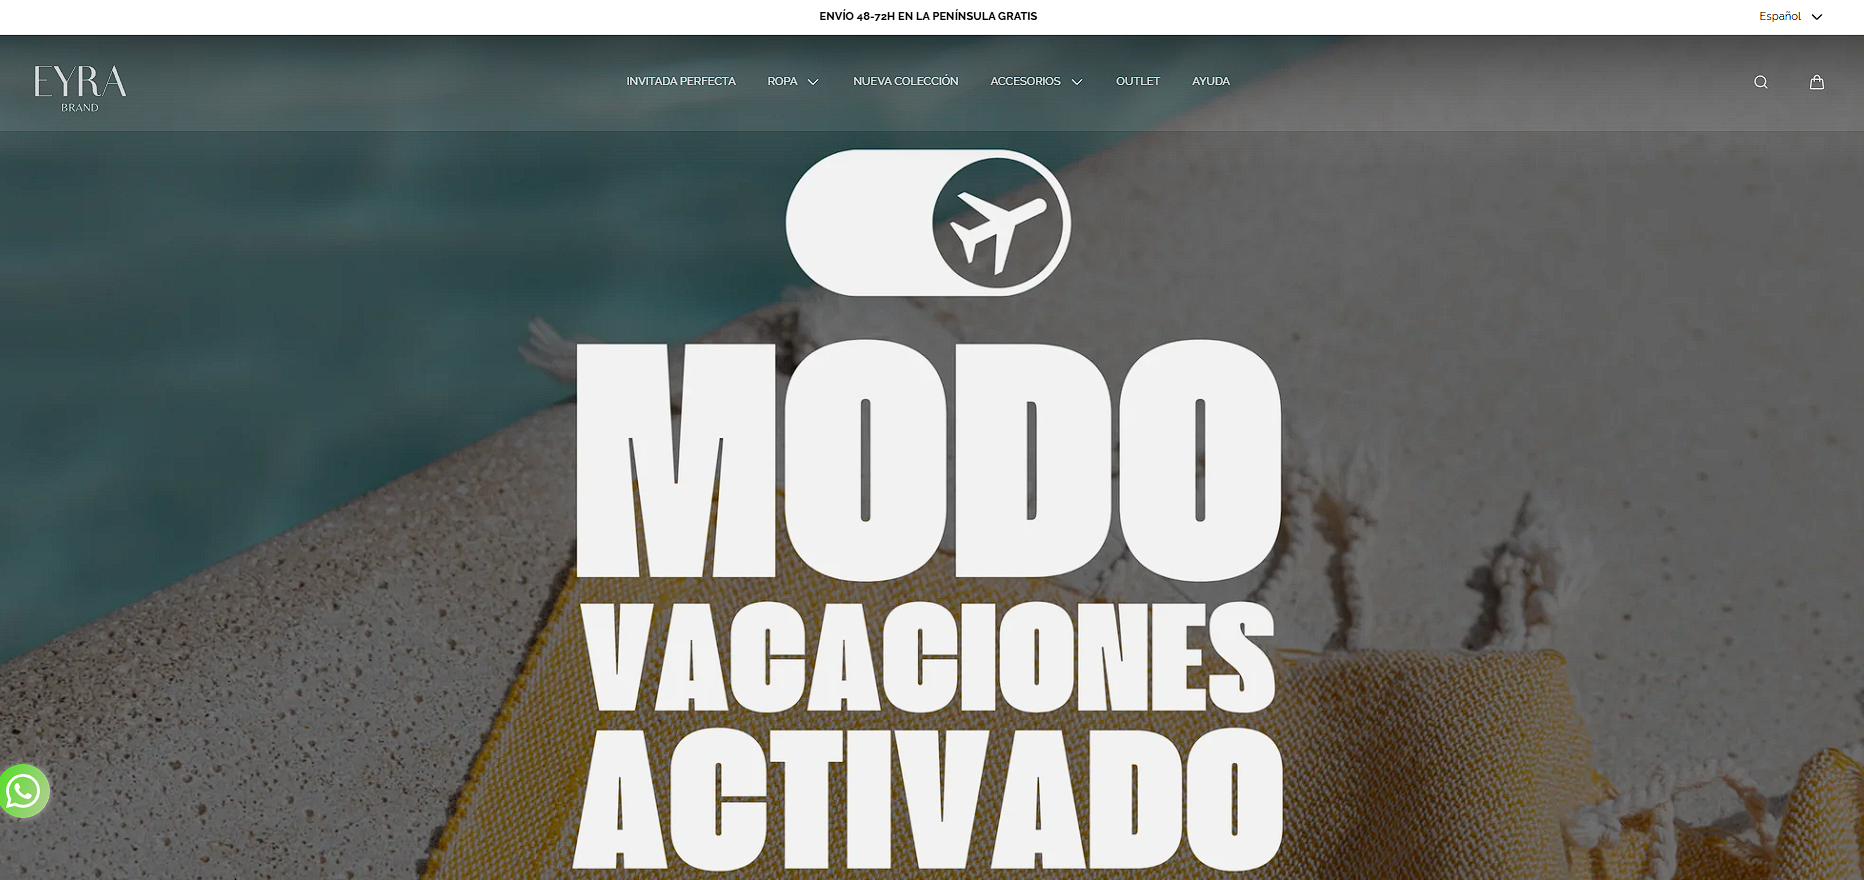 ENVÍO 48-72H EN LA PENÍNSULA GRATIS
Español
EYRA
BRAND
INVITADA PERFECTA
ROPA
NUEVA COLECCIÓN
ACCESORIOS
OUTLET
AYUDA
MODO
VACACIONES
ACTIVADO